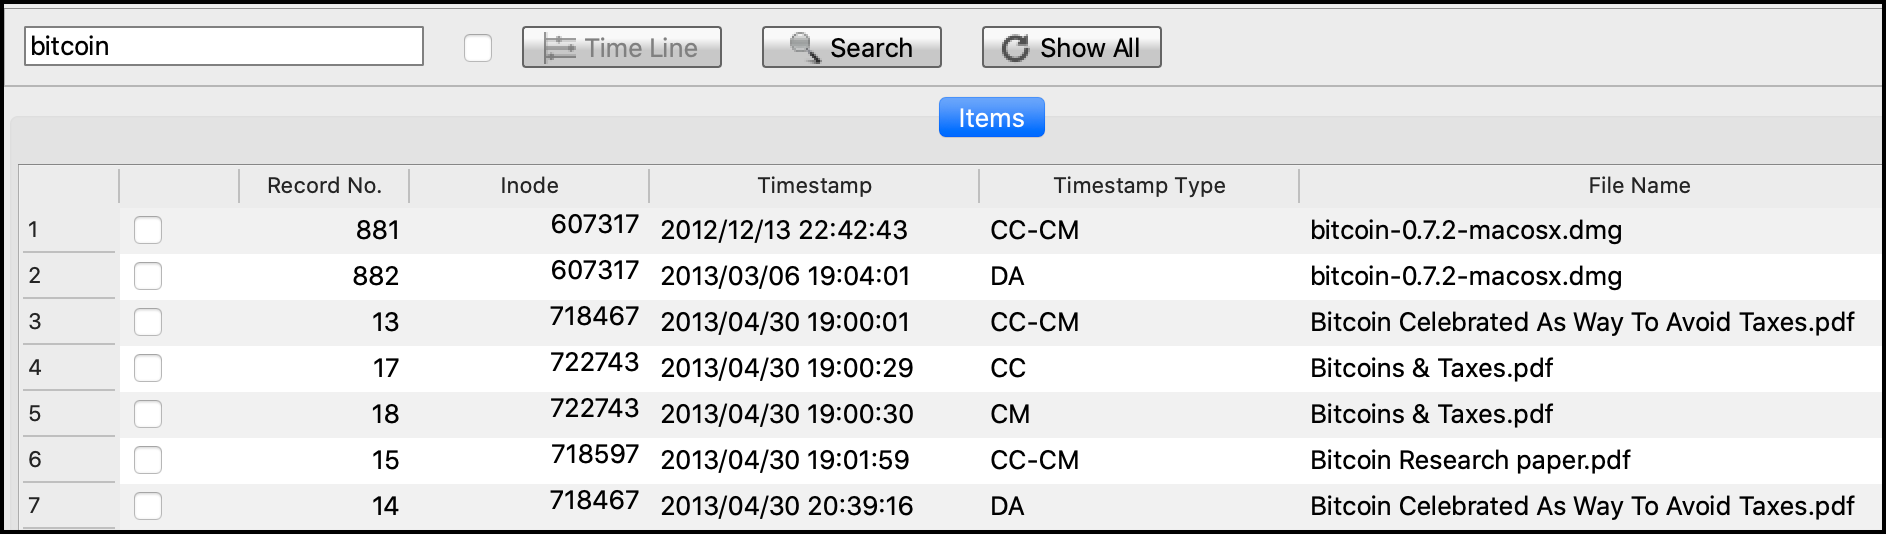 bitcoin Time Line Search Show All
Items
Record No. Inode Timestamp Timestamp Type File Name
1 881 607317 2012/12/13 22:42:43 CC-CM bitcoin-0.7.2-macosx.dmg
2 882 607317 2013/03/06 19:04:01 DA bitcoin-0.7.2-macosx.dmg
3 13 718467 2013/04/30 19:00:01 CC-CM Bitcoin Celebrated As Way To Avoid Taxes.pdf
4 17 722743 2013/04/30 19:00:29 CC Bitcoins & Taxes.pdf
5 18 722743 2013/04/30 19:00:30 CM Bitcoins & Taxes.pdf
6 15 718597 2013/04/30 19:01:59 CC-CM Bitcoin Research paper.pdf
7 14 718467 2013/04/30 20:39:16 DA Bitcoin Celebrated As Way To Avoid Taxes.pdf